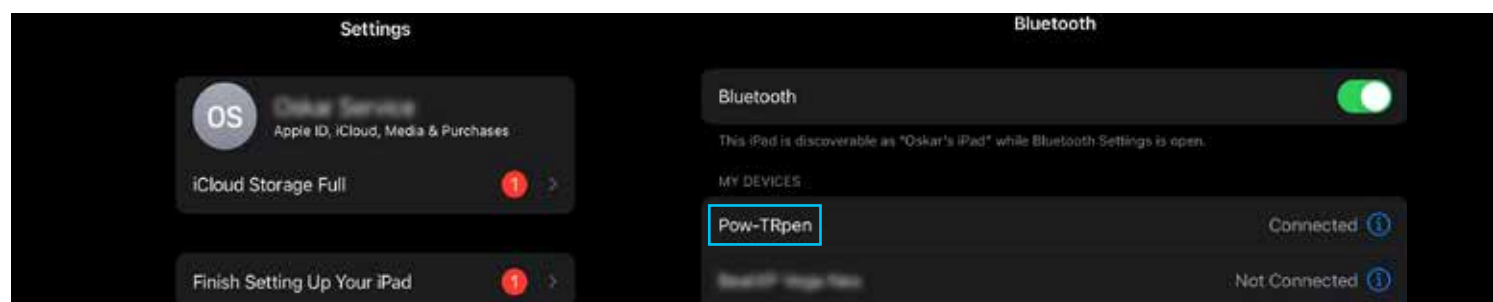 Settings
OS
Apple ID, iCloud, Media & Purchases
iCloud Storage Full 1
Finish Setting Up Your iPad 1
Bluetooth
Bluetooth
This iPad is discoverable as "Oskar's iPad" while Bluetooth Settings is open.
MY DEVICES
Pow-TRpen Connected
Not Connected